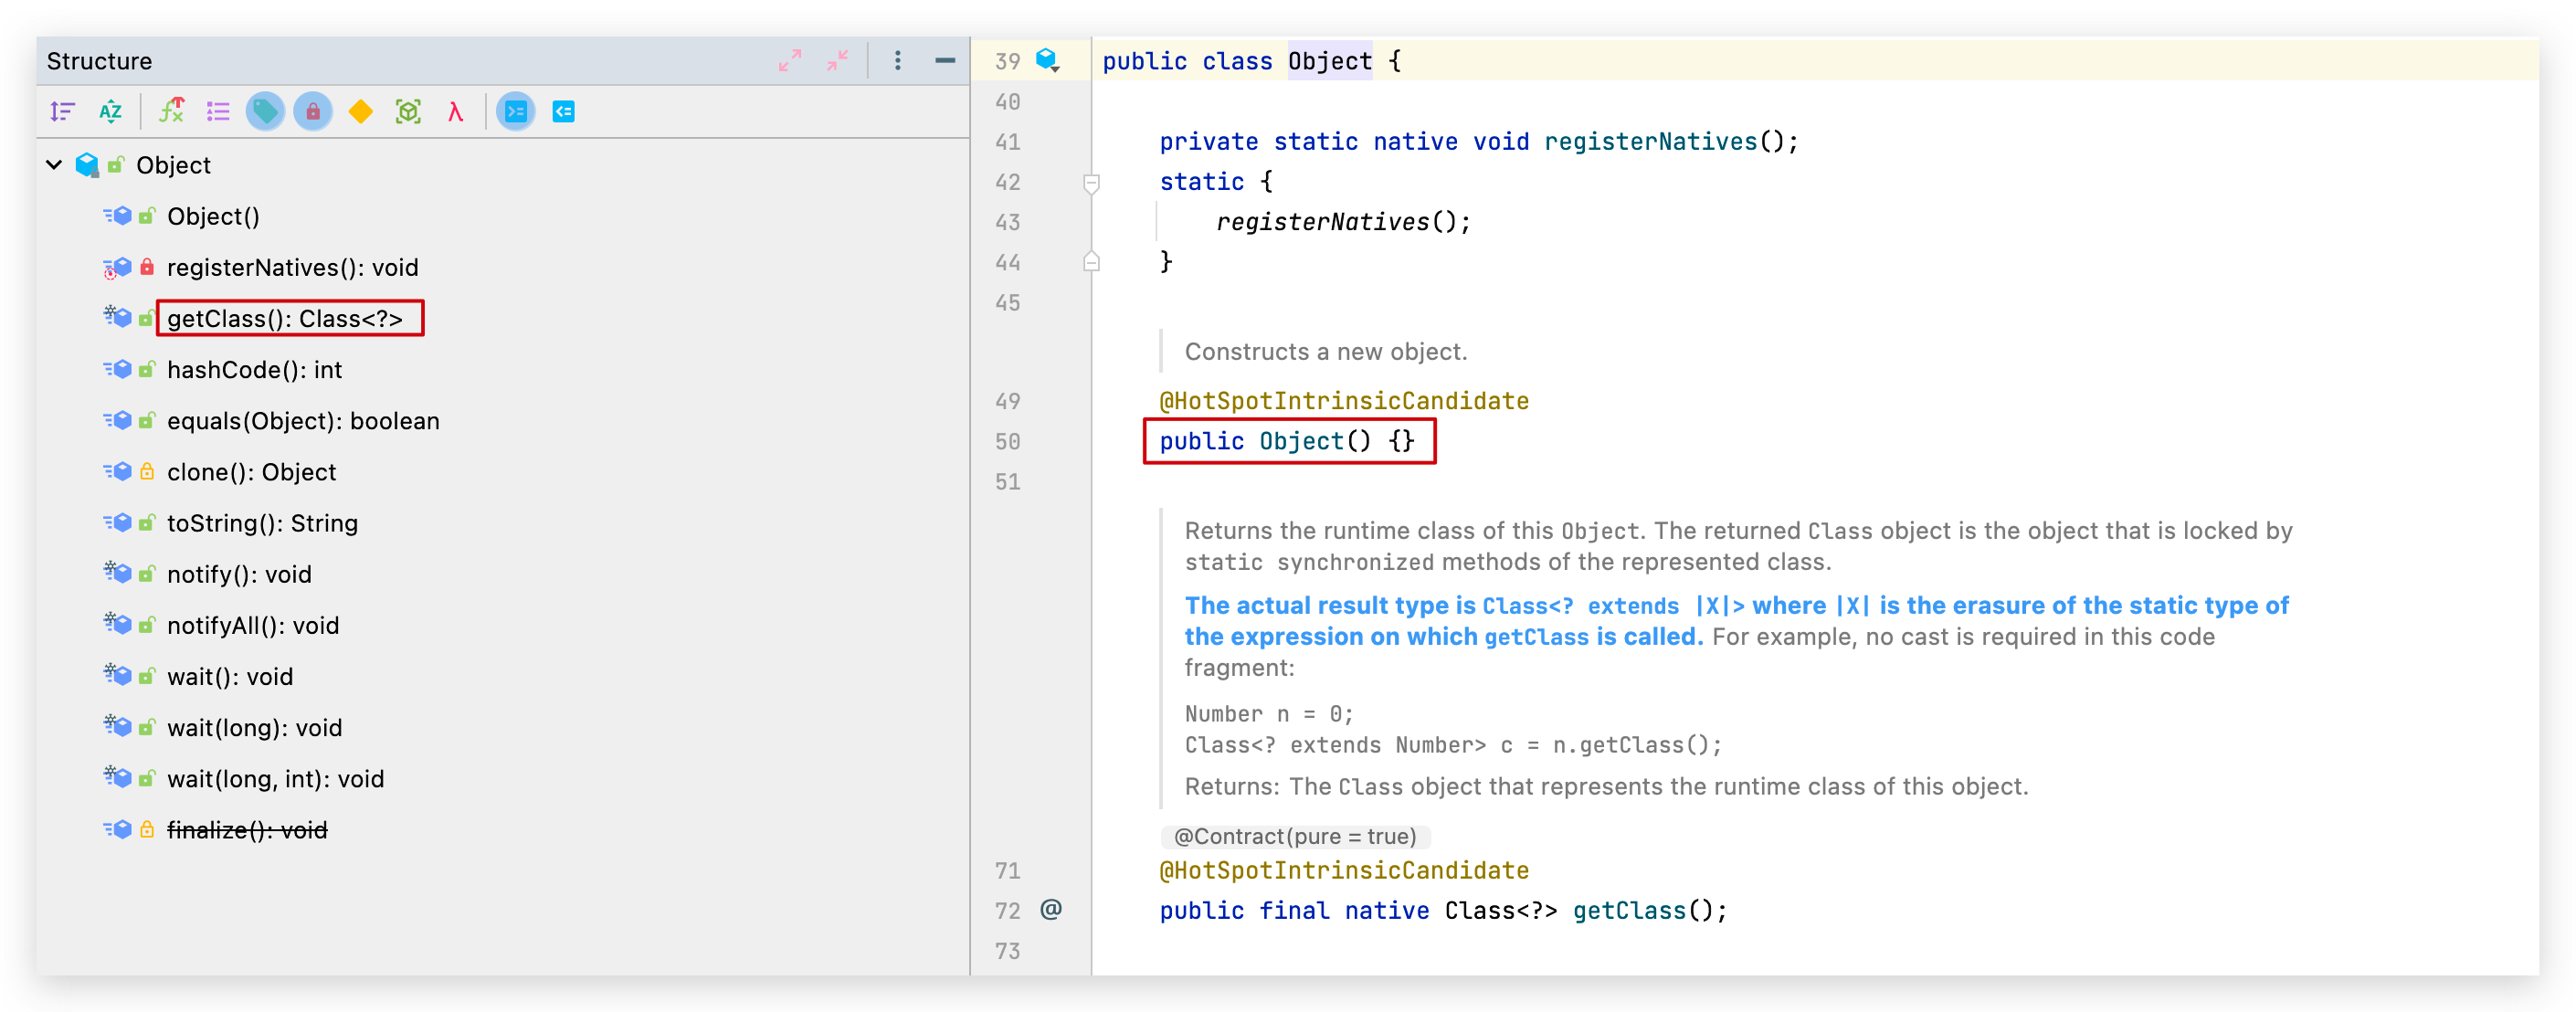 Structure
Object
Object()
registerNatives(): void
getClass(): Class<?>
hashCode(): int
equals(Object): boolean
clone(): Object
toString(): String
notify(): void
notifyAll(): void
wait(): void
wait(long): void
wait(long, int): void
finalize(): void
39 public class Object {
40
41 private static native void registerNatives();
42 static {
43 registerNatives();
44 }
45
Constructs a new object.
49 @HotSpotIntrinsicCandidate
50 public Object() {}
51
Returns the runtime class of this Object. The returned Class object is the object that is locked by
static synchronized methods of the represented class.
The actual result type is Class<? extends |X|> where |X| is the erasure of the static type of
the expression on which getClass is called. For example, no cast is required in this code
fragment:
Number n = 0;
Class<? extends Number> c = n.getClass();
Returns: The Class object that represents the runtime class of this object.
@Contract(pure = true)
71 @HotSpotIntrinsicCandidate
72 @ public final native Class<?> getClass();
73